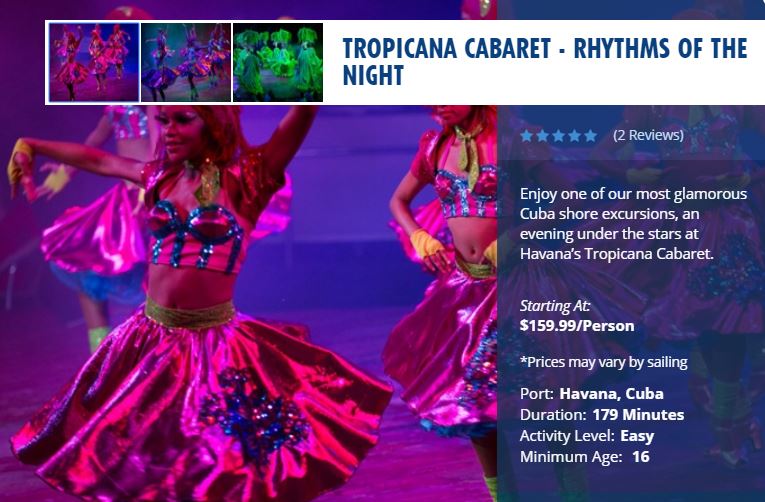 TROPICANA CABARET - RHYTHMS OF THE
NIGHT
(2 Reviews)
Enjoy one of our most glamorous
Cuba shore excursions, an
evening under the stars at
Havana's Tropicana Cabaret.
Starting At:
$159.99/Person
*Prices may vary by sailing
Port: Havana, Cuba
Duration: 179 Minutes
Activity Level: Easy
Minimum Age: 16